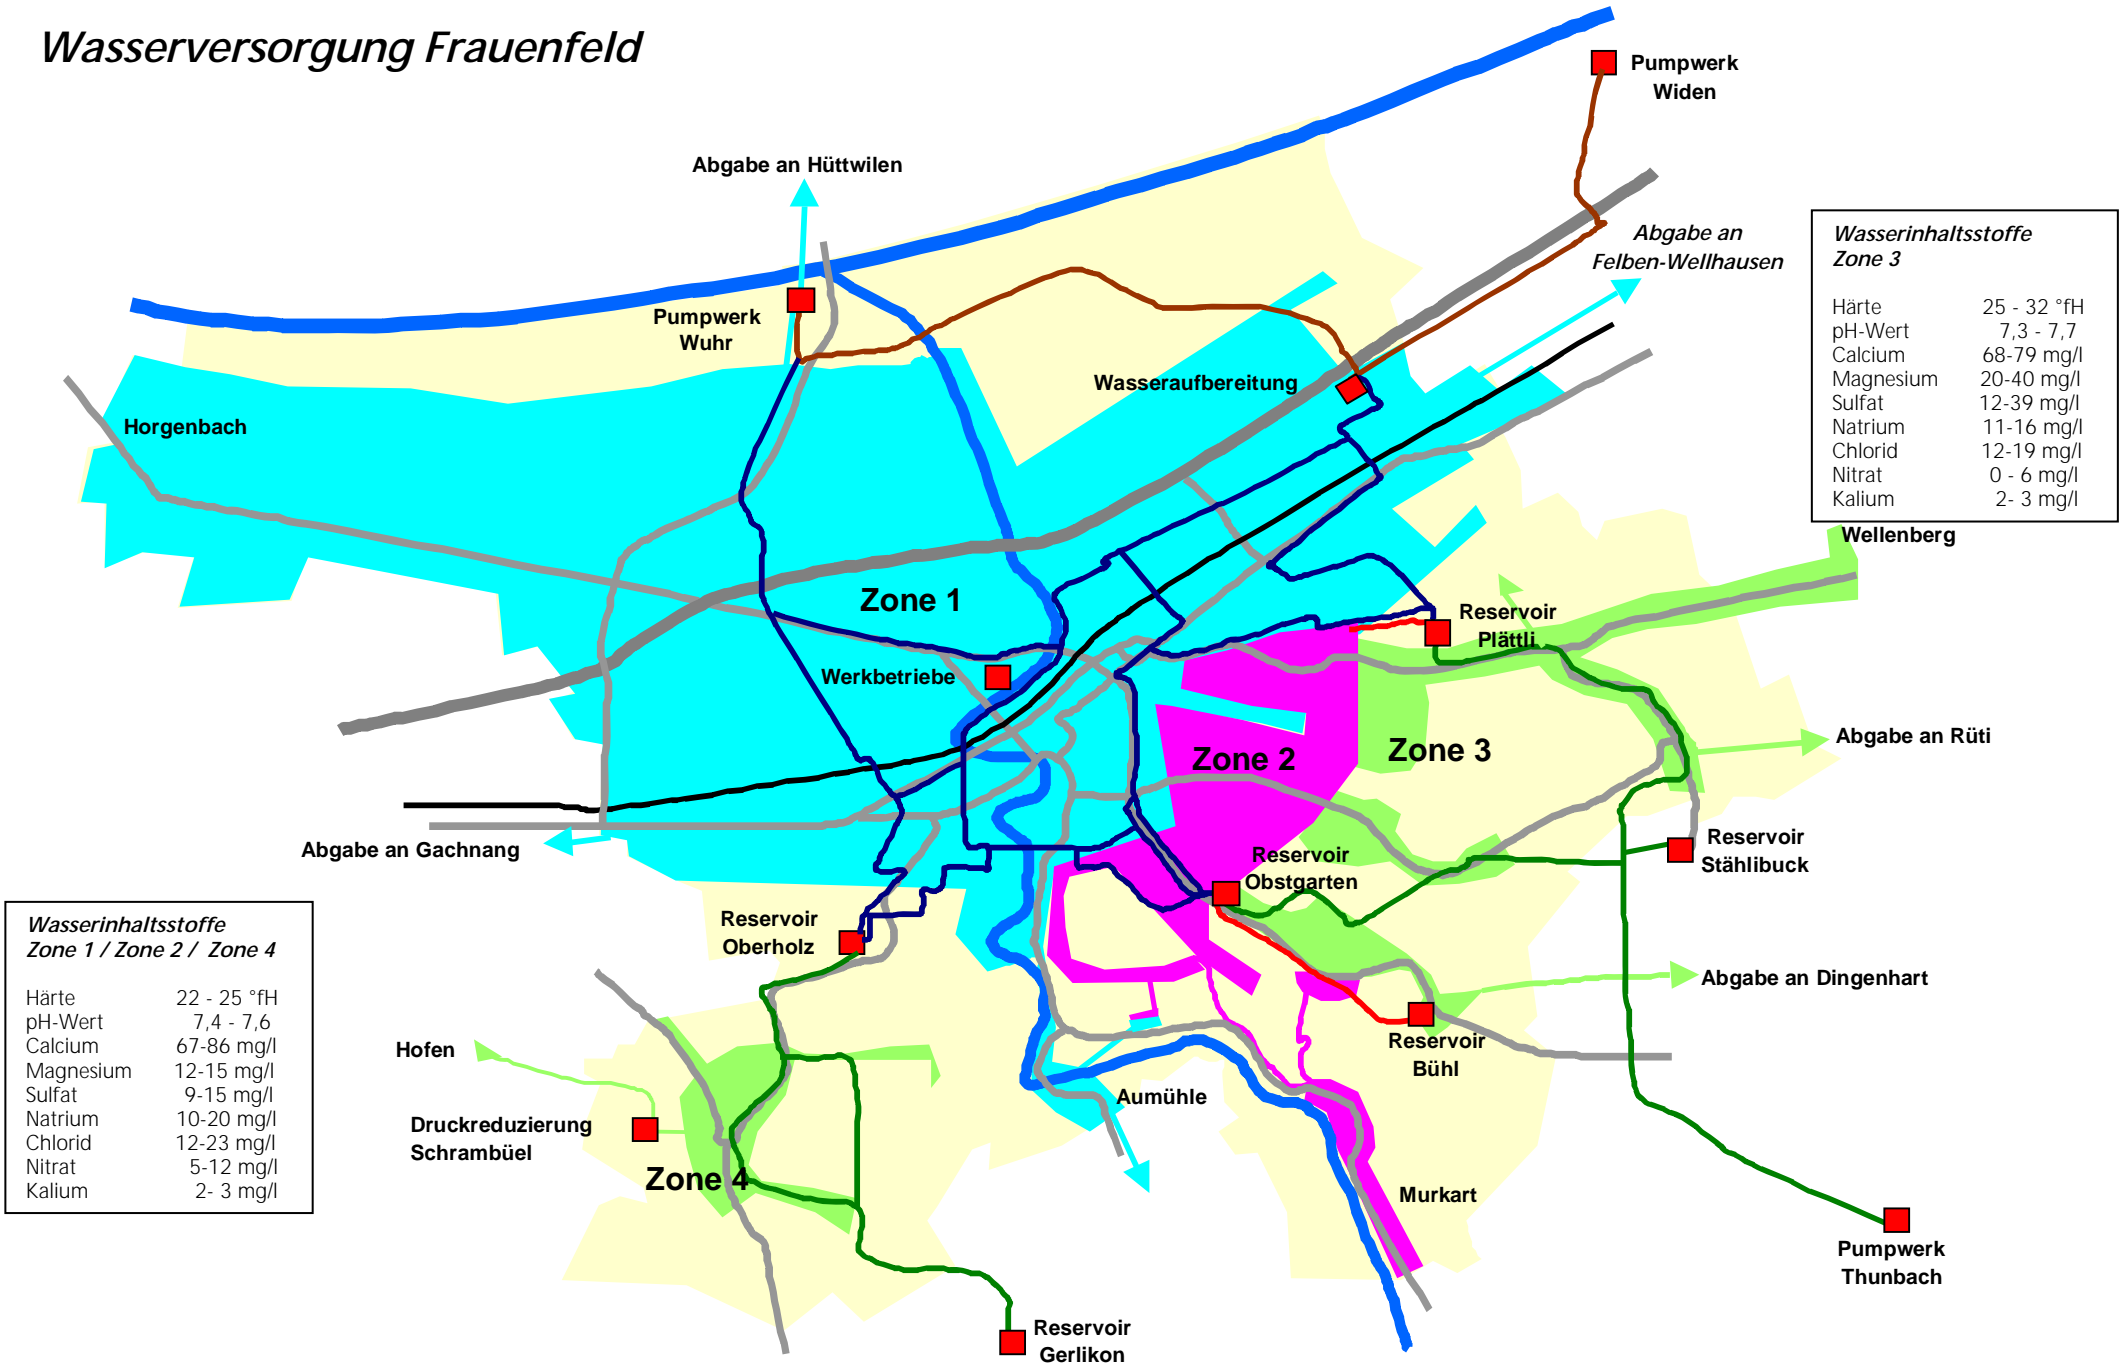 Wasserversorgung Frauenfeld
Pumpwerk
Widen
Abgabe an Hüttwilen
Abgabe an
Felben-Wellhausen
Wasserinhaltsstoffe
Zone 3
Härte 25 - 32 °fH
pH-Wert 7,3 - 7,7
Calcium 68-79 mg/l
Magnesium 20-40 mg/l
Sulfat 12-39 mg/l
Natrium 11-16 mg/l
Chlorid 12-19 mg/l
Nitrat 0 - 6 mg/l
Kalium 2- 3 mg/l
Pumpwerk
Wuhr
Wasseraufbereitung
Horgenbach
Wellenberg
Zone 1
Reservoir
Plättli
Werkbetriebe
Zone 2
Zone 3
Abgabe an Rüti
Abgabe an Gachnang
Reservoir
Obstgarten
Reservoir
Stählibuck
Wasserinhaltsstoffe
Zone 1 / Zone 2 / Zone 4
Härte 22 - 25 °fH
pH-Wert 7,4 - 7,6
Calcium 67-86 mg/l
Magnesium 12-15 mg/l
Sulfat 9-15 mg/l
Natrium 10-20 mg/l
Chlorid 12-23 mg/l
Nitrat 5-12 mg/l
Kalium 2- 3 mg/l
Reservoir
Oberholz
Abgabe an Dingenhart
Hofen
Reservoir
Bühl
Druckreduzierung
Schrambüel
Aumühle
Zone 4
Murkart
Pumpwerk
Thunbach
Reservoir
Gerlikon